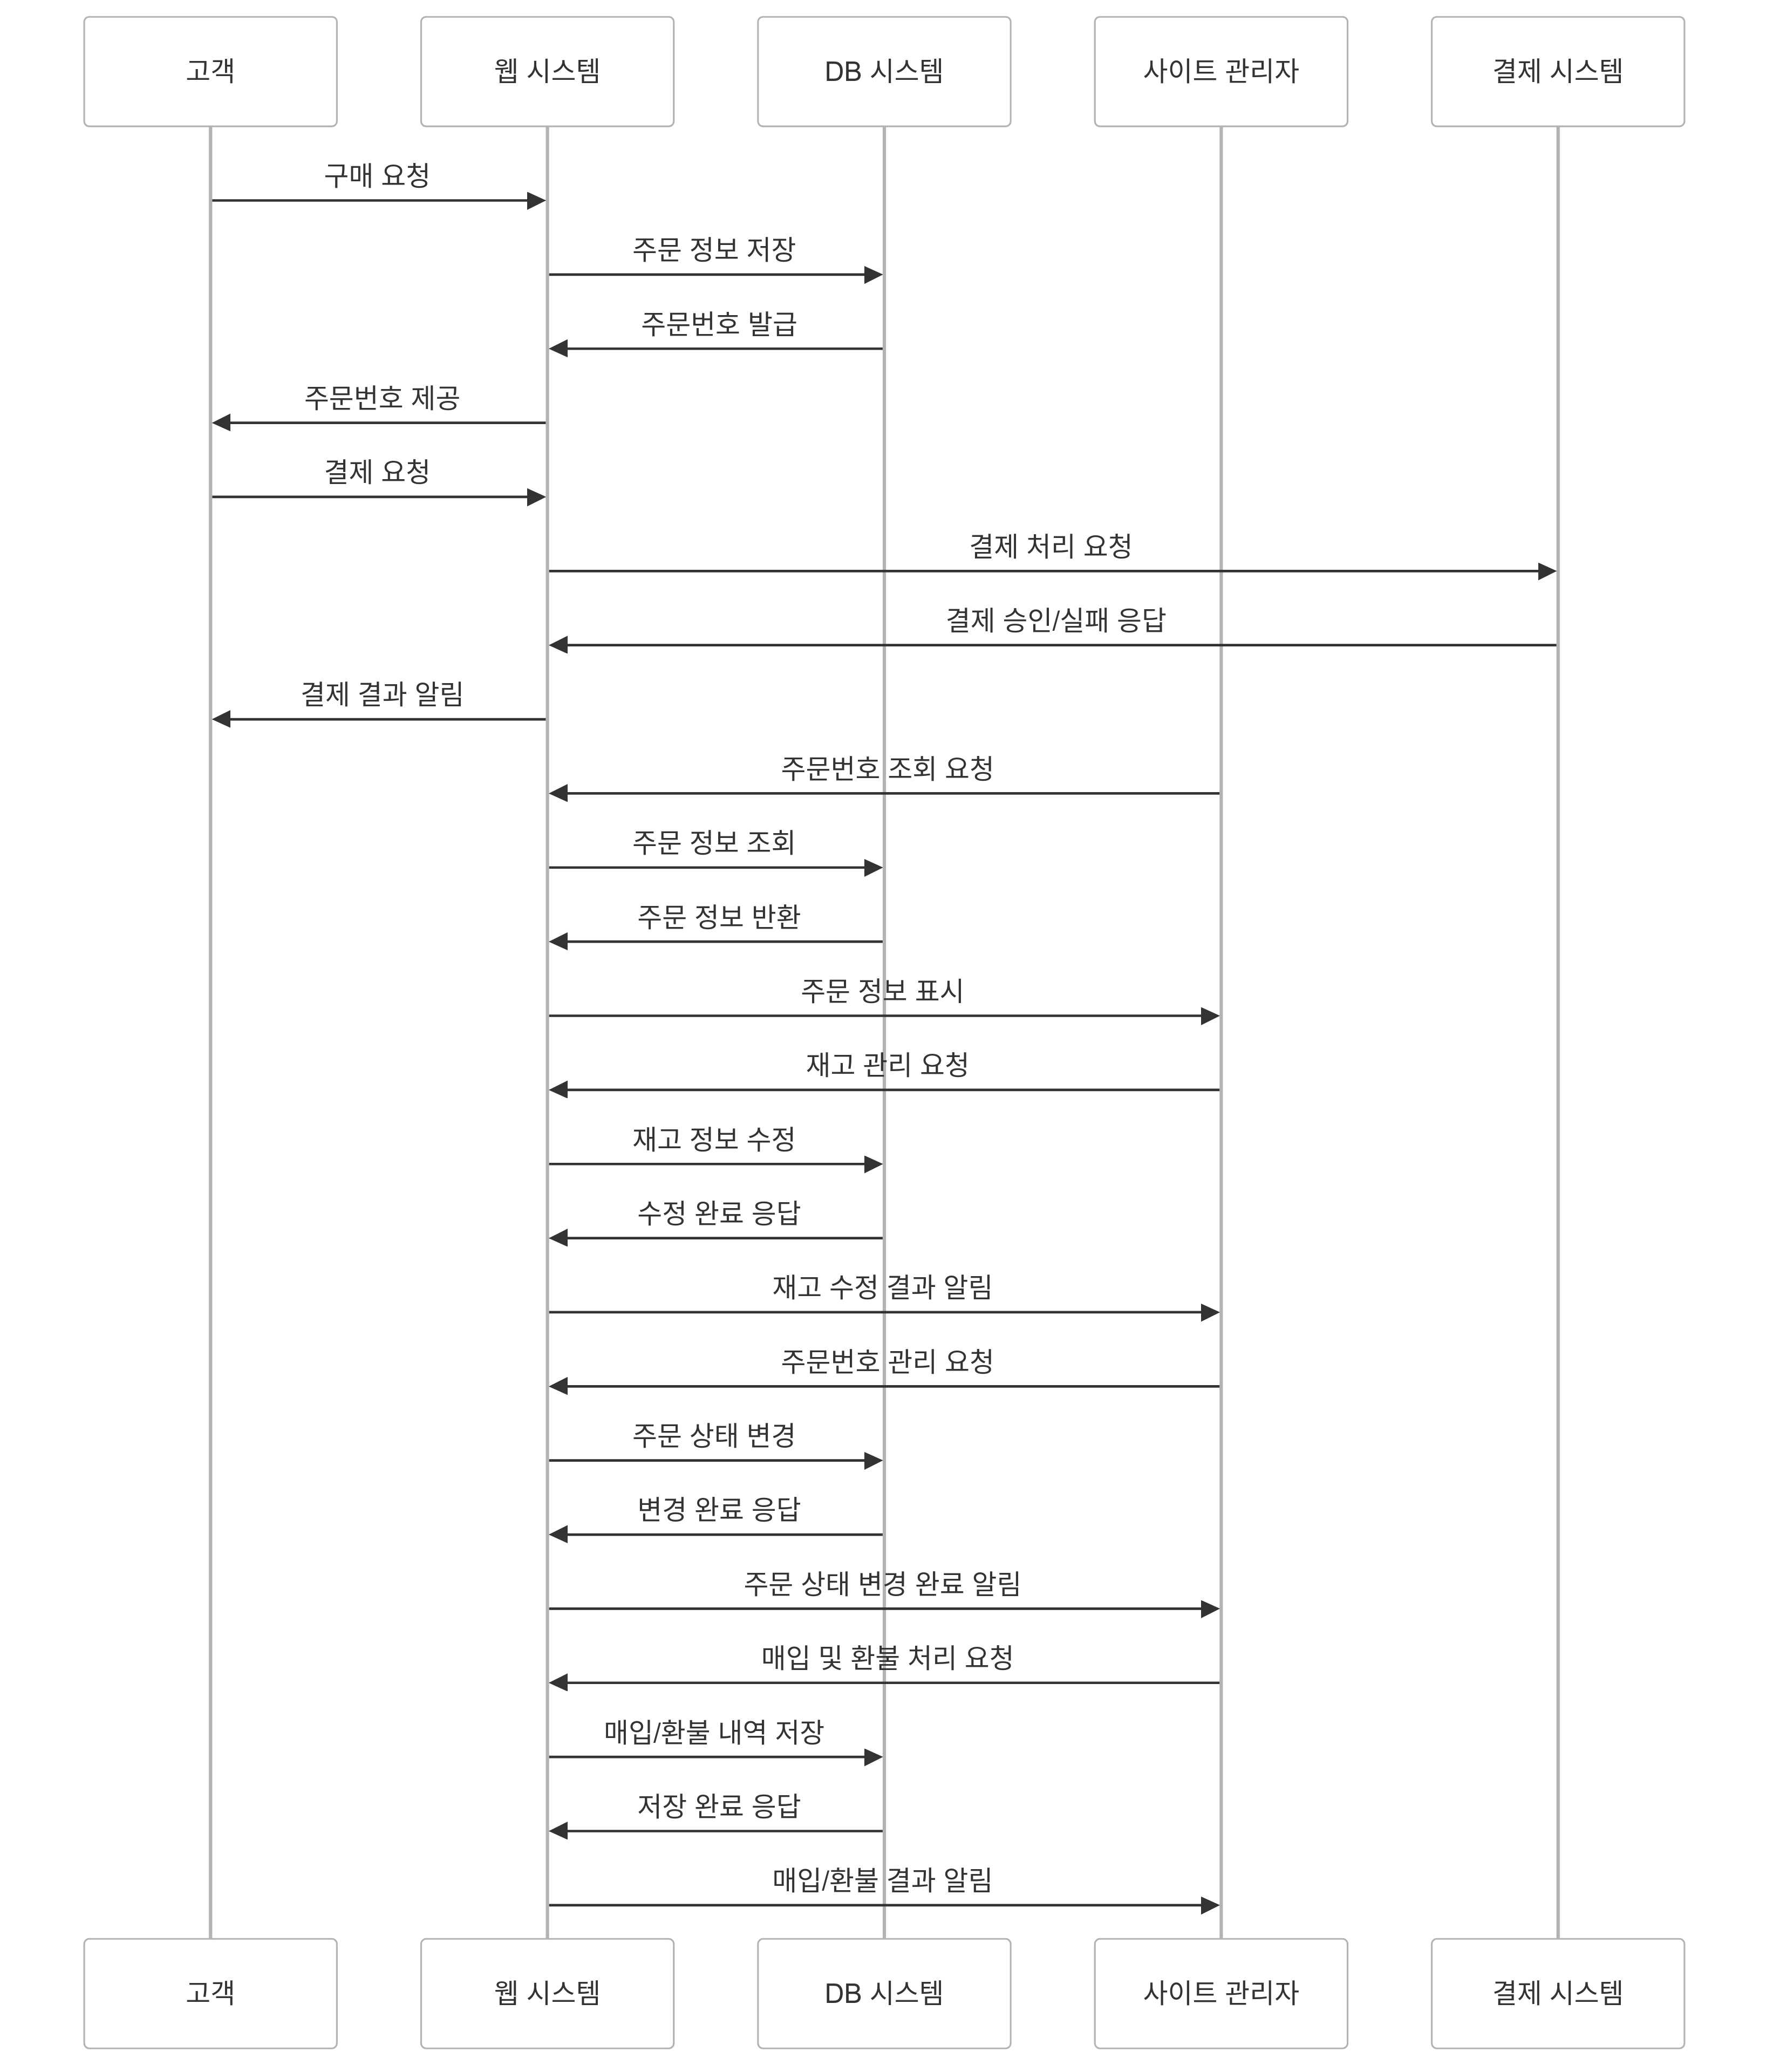 고객
웹 시스템
DB 시스템
사이트 관리자
결제 시스템
구매 요청
주문 정보 저장
주문번호 발급
주문번호 제공
결제 요청
결제 처리 요청
결제 승인/실패 응답
결제 결과 알림
주문번호 조회 요청
주문 정보 조회
주문 정보 반환
주문 정보 표시
재고 관리 요청
재고 정보 수정
수정 완료 응답
재고 수정 결과 알림
주문번호 관리 요청
주문 상태 변경
변경 완료 응답
주문 상태 변경 완료 알림
매입 및 환불 처리 요청
매입/환불 내역 저장
저장 완료 응답
매입/환불 결과 알림
고객
웹 시스템
DB 시스템
사이트 관리자
결제 시스템